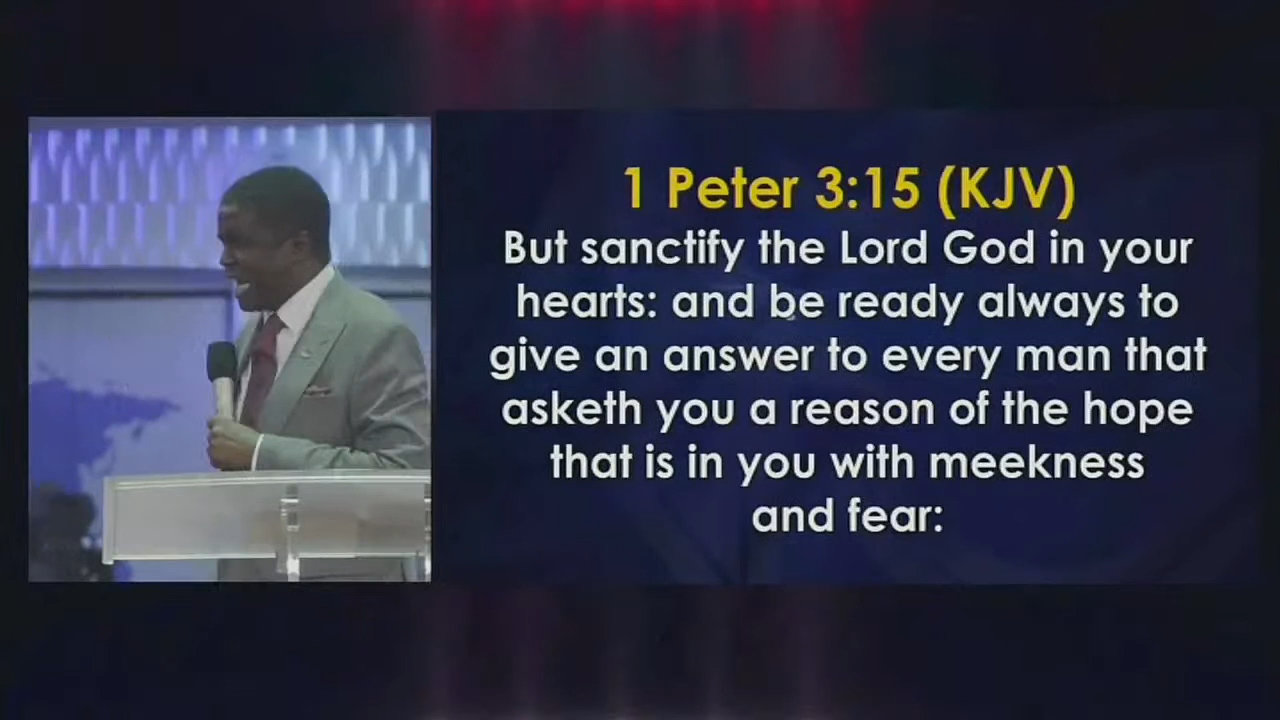 1 Peter 3:15 (KJV)
But sanctify the Lord God in your
hearts: and be ready always to
give an answer to every man that
asketh you a reason of the hope
that is in you with meekness
and fear: